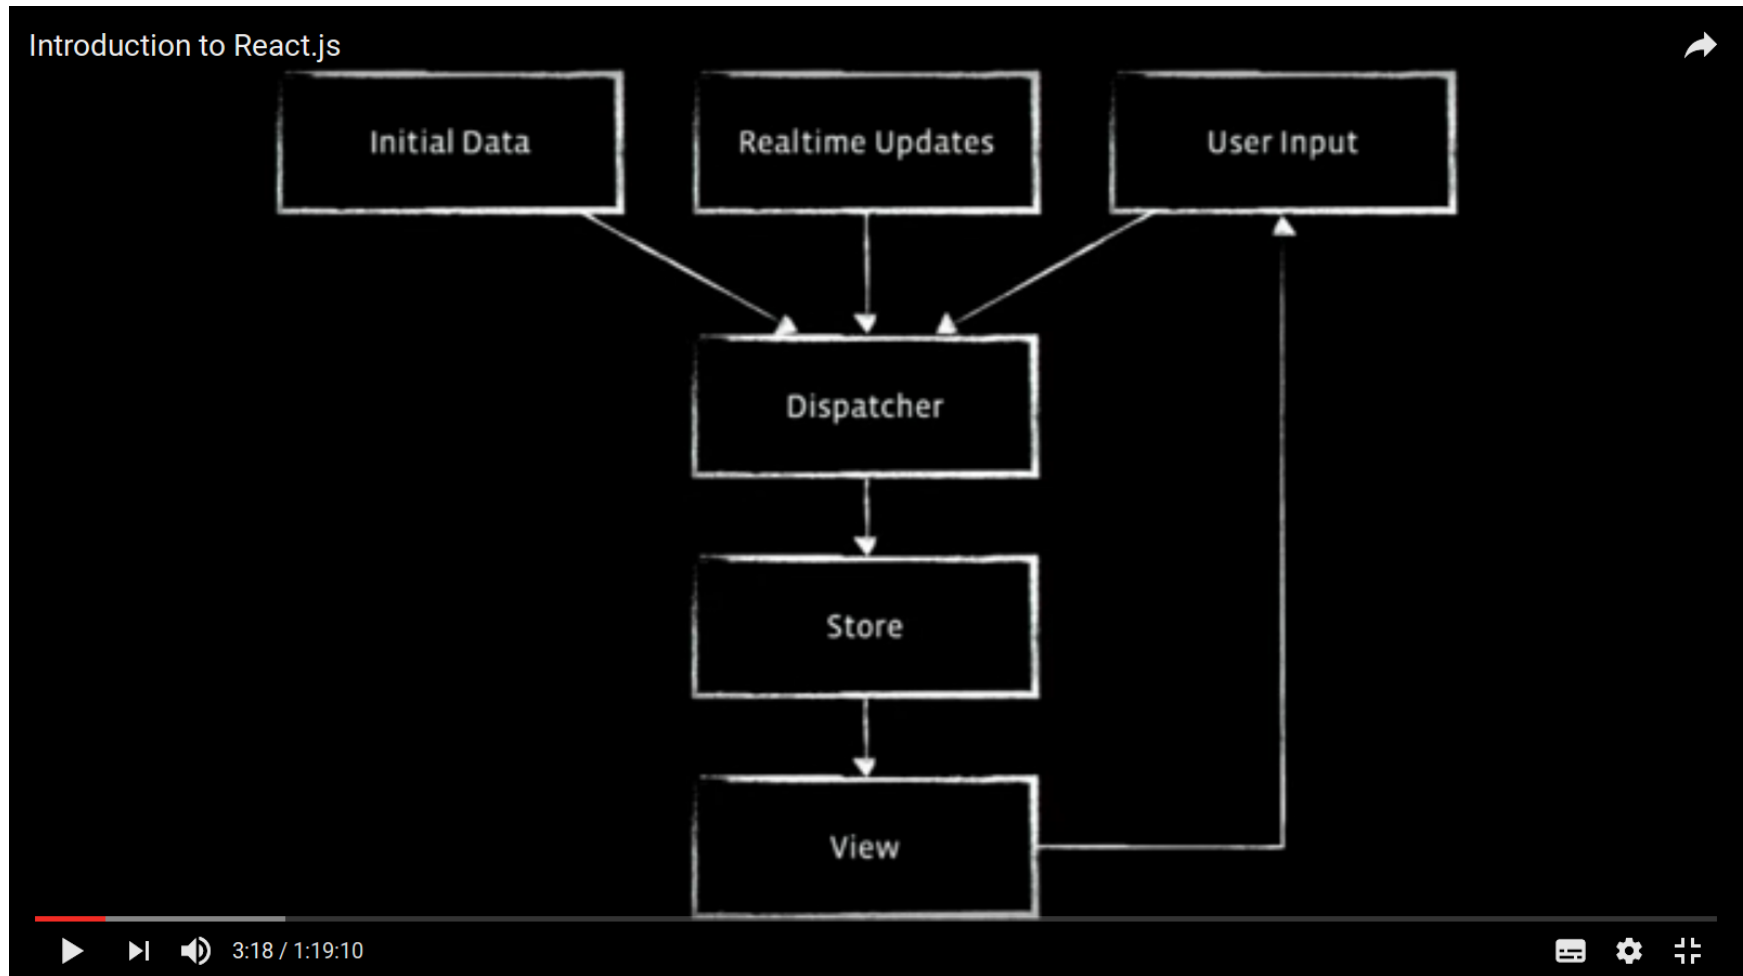 Introduction to React.js
Initial Data
Realtime Updates
User Input
Dispatcher
Store
View
3:18 / 1:19:10